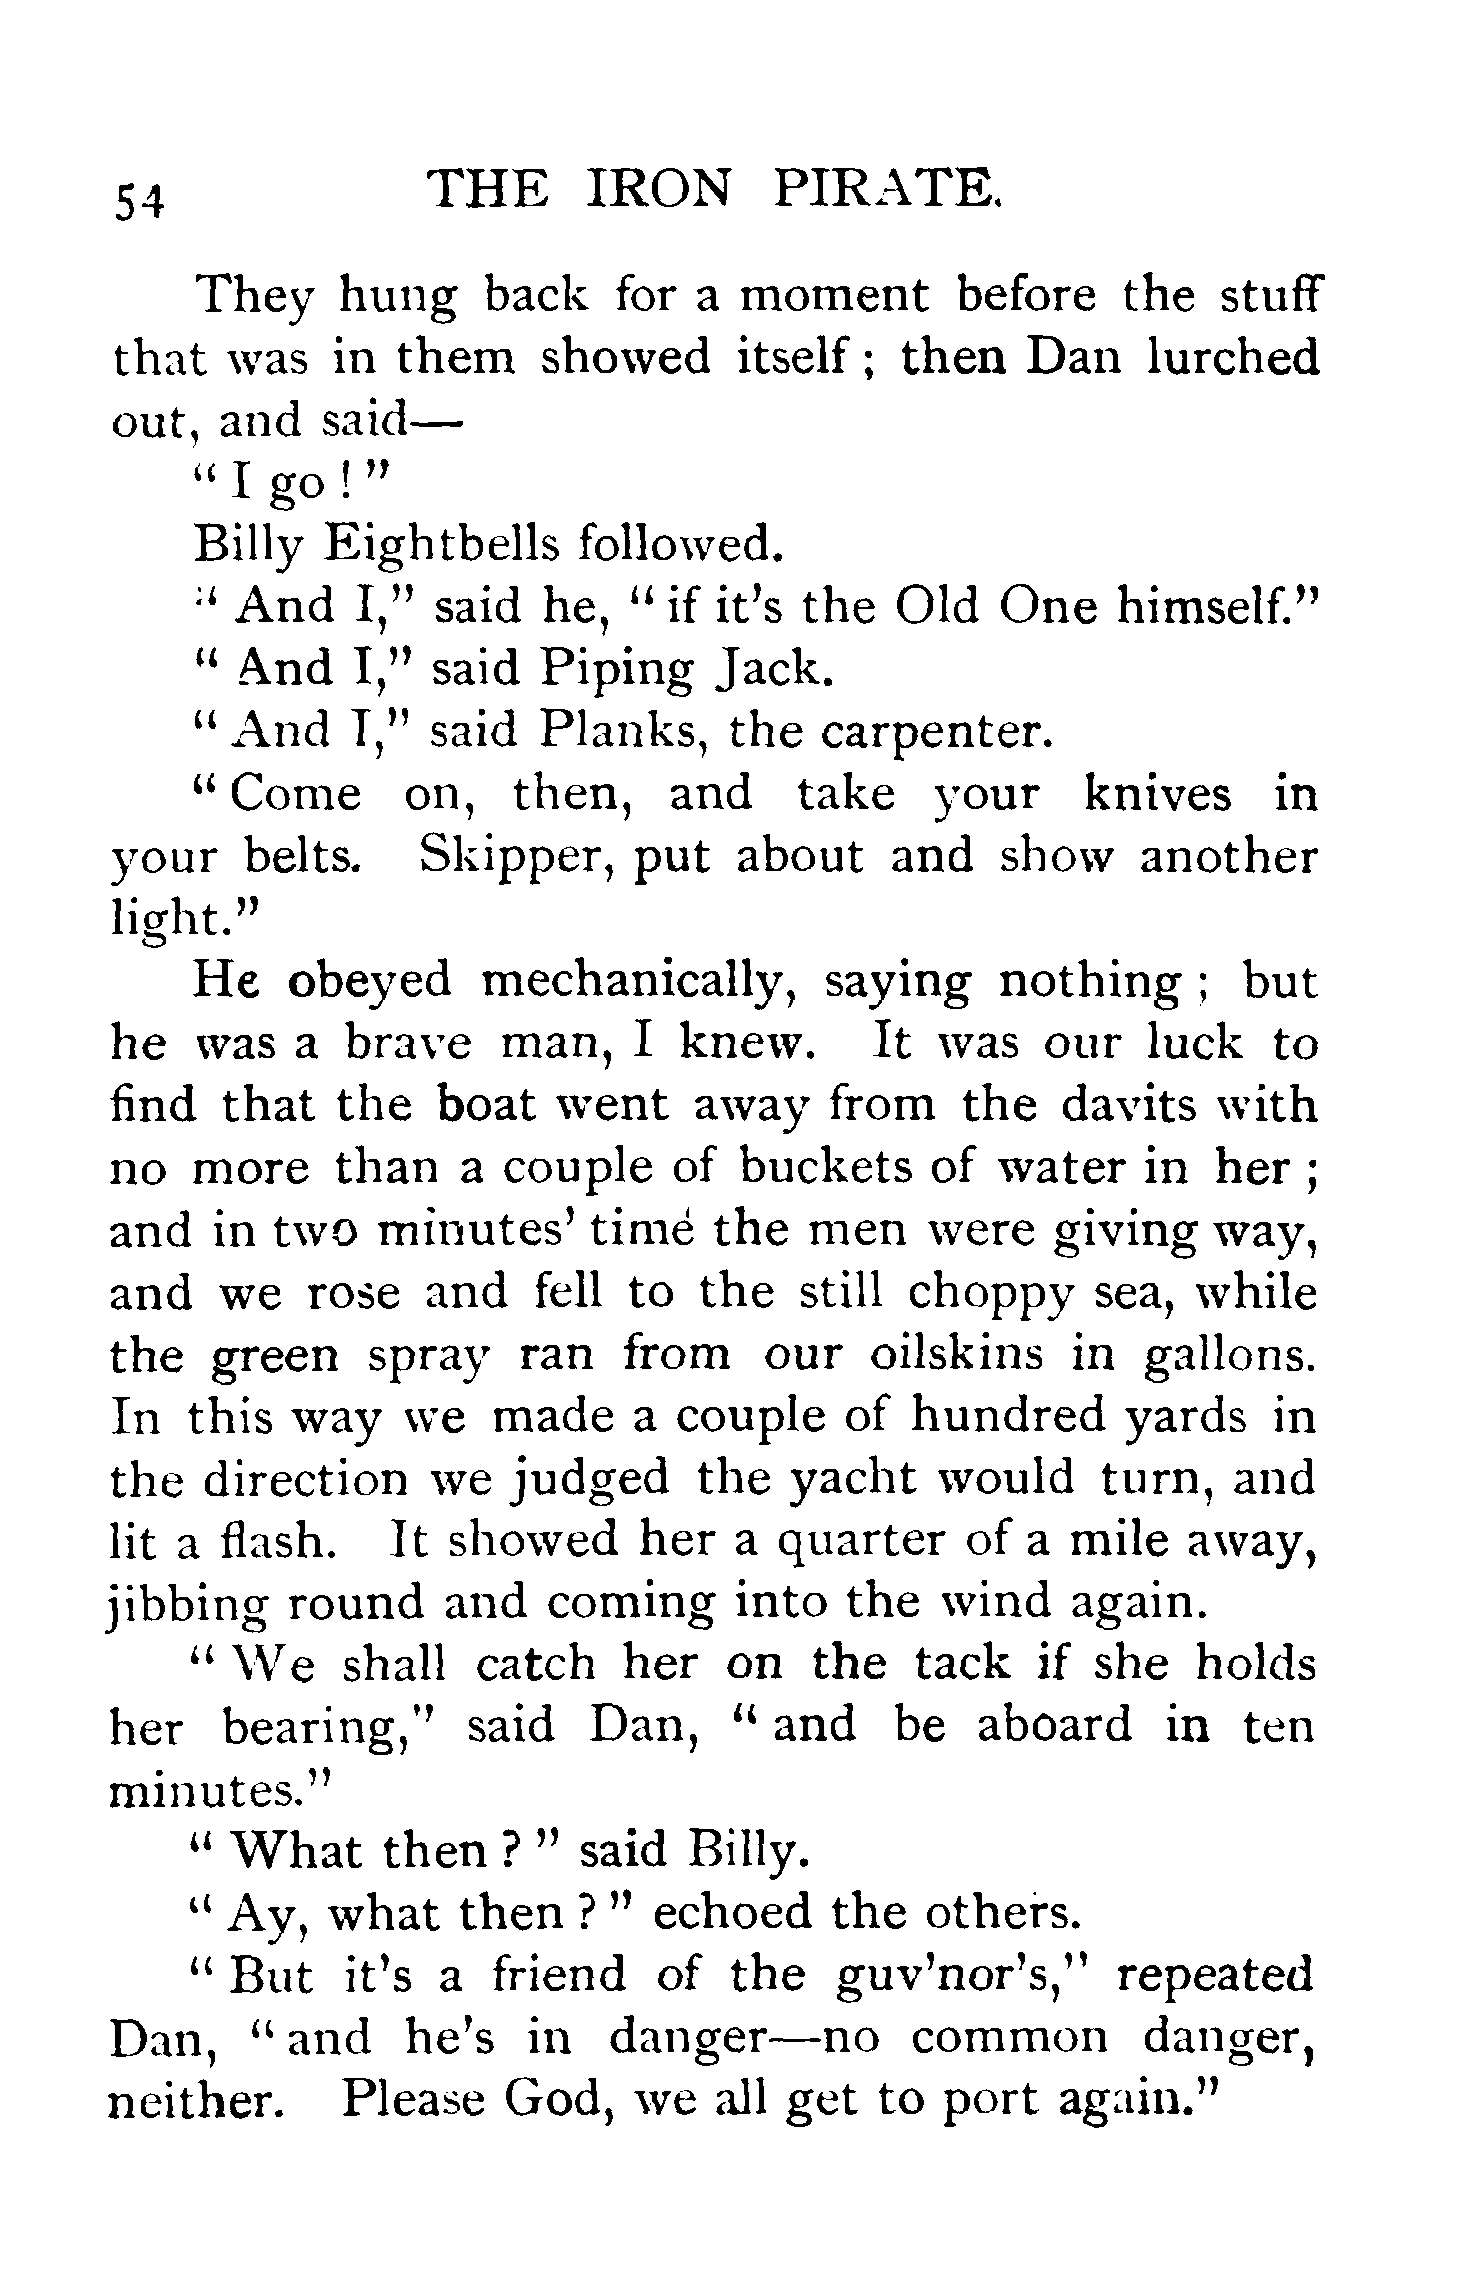 54 THE IRON PIRATE.
They hung back for a moment before the stuff
that was in them showed itself ; then Dan lurched
out, and said—
“ I go ! ”
Billy Eightbells followed.
“ And I,” said he, “ if it’s the Old One himself.”
“ And I,” said Piping Jack.
“ And I,” said Planks, the carpenter.
“ Come on, then, and take your knives in
your belts. Skipper, put about and show another
light.”
He obeyed mechanically, saying nothing ; but
he was a brave man, I knew. It was our luck to
find that the boat went away from the davits with
no more than a couple of buckets of water in her ;
and in two minutes’ time the men were giving way,
and we rose and fell to the still choppy sea, while
the green spray ran from our oilskins in gallons.
In this way we made a couple of hundred yards in
the direction we judged the yacht would turn, and
lit a flash. It showed her a quarter of a mile away,
jibbing round and coming into the wind again.
“ We shall catch her on the tack if she holds
her bearing,” said Dan, “ and be aboard in ten
minutes.”
“ What then ? ” said Billy.
“ Ay, what then ? ” echoed the others.
“ But it’s a friend of the guv’nor’s,” repeated
Dan, “ and he’s in danger—no common danger,
neither. Please God, we all get to port again.”